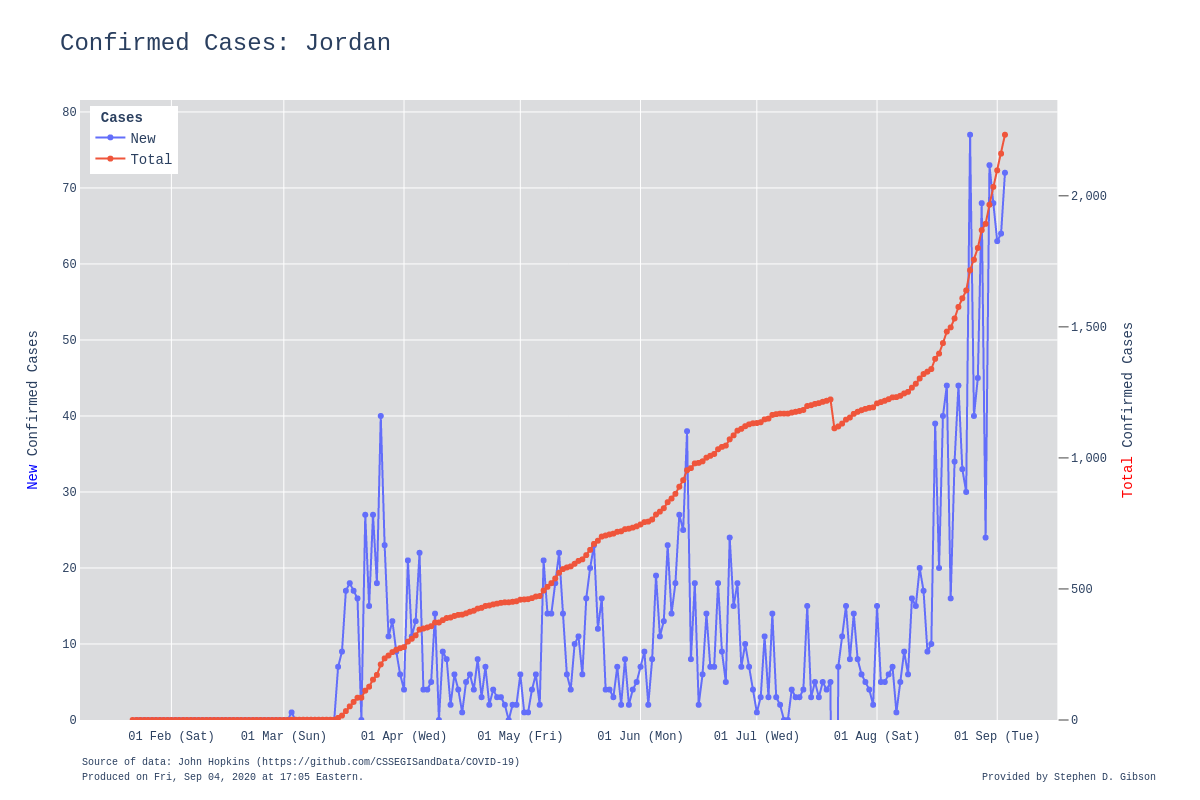 Confirmed Cases: Jordan
Cases
New
Total
80
70
60
50
40
30
20
10
0
New Confirmed Cases
2,000
1,500
1,000
500
0
Total Confirmed Cases
01 Feb (Sat) 01 Mar (Sun) 01 Apr (Wed) 01 May (Fri) 01 Jun (Mon) 01 Jul (Wed) 01 Aug (Sat) 01 Sep (Tue)
Source of data: John Hopkins (https://github.com/CSSEGISandData/COVID-19)
Produced on Fri, Sep 04, 2020 at 17:05 Eastern.
Provided by Stephen D. Gibson